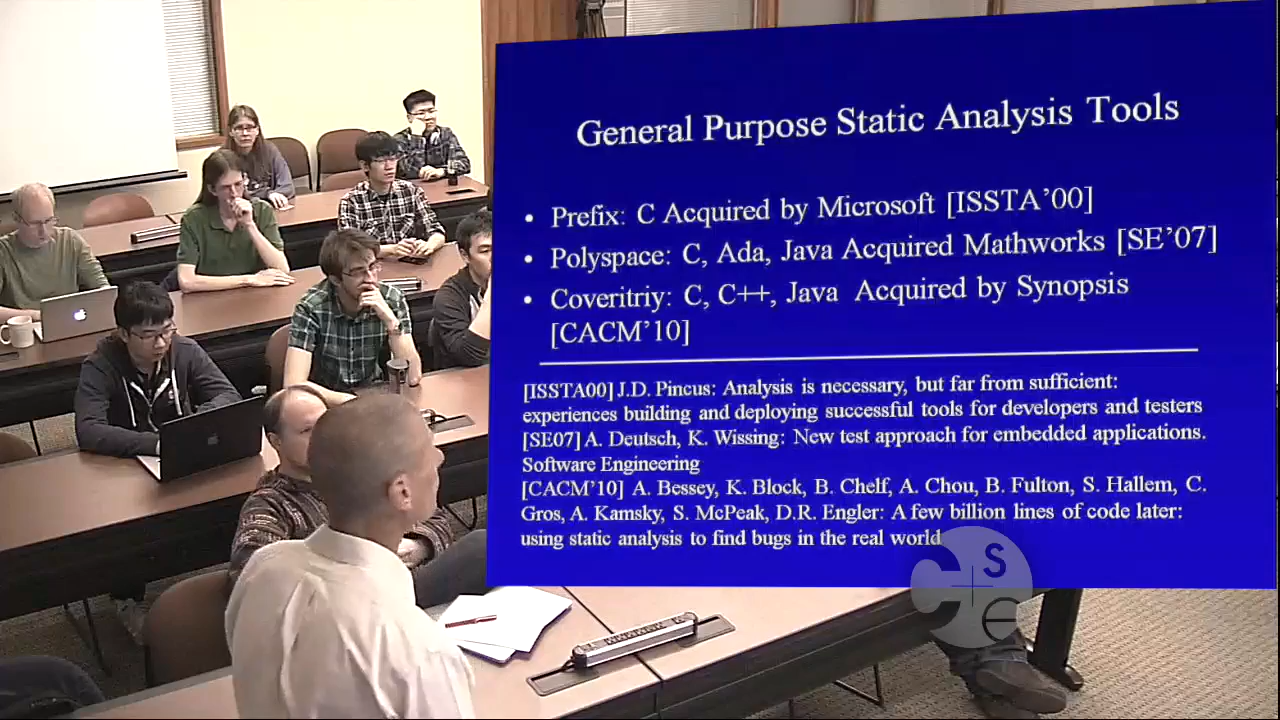 General Purpose Static Analysis Tools
• Prefix: C Acquired by Microsoft [ISSTA'00]
• Polyspace: C, Ada, Java Acquired Mathworks [SE'07]
• Coveritriy: C, C++, Java Acquired by Synopsis
[CACM'10]
[ISSTA00] J.D. Pincus: Analysis is necessary, but far from sufficient:
experiences building and deploying successful tools for developers and testers
[SE07] A. Deutsch, K. Wissing: New test approach for embedded applications.
Software Engineering
[CACM'10] A. Bessey, K. Block, B. Chelf, A. Chou, B. Fulton, S. Hallem, C.
Gros, A. Kamsky, S. McPeak, D.R. Engler: A few billion lines of code later:
using static analysis to find bugs in the real world
C S e